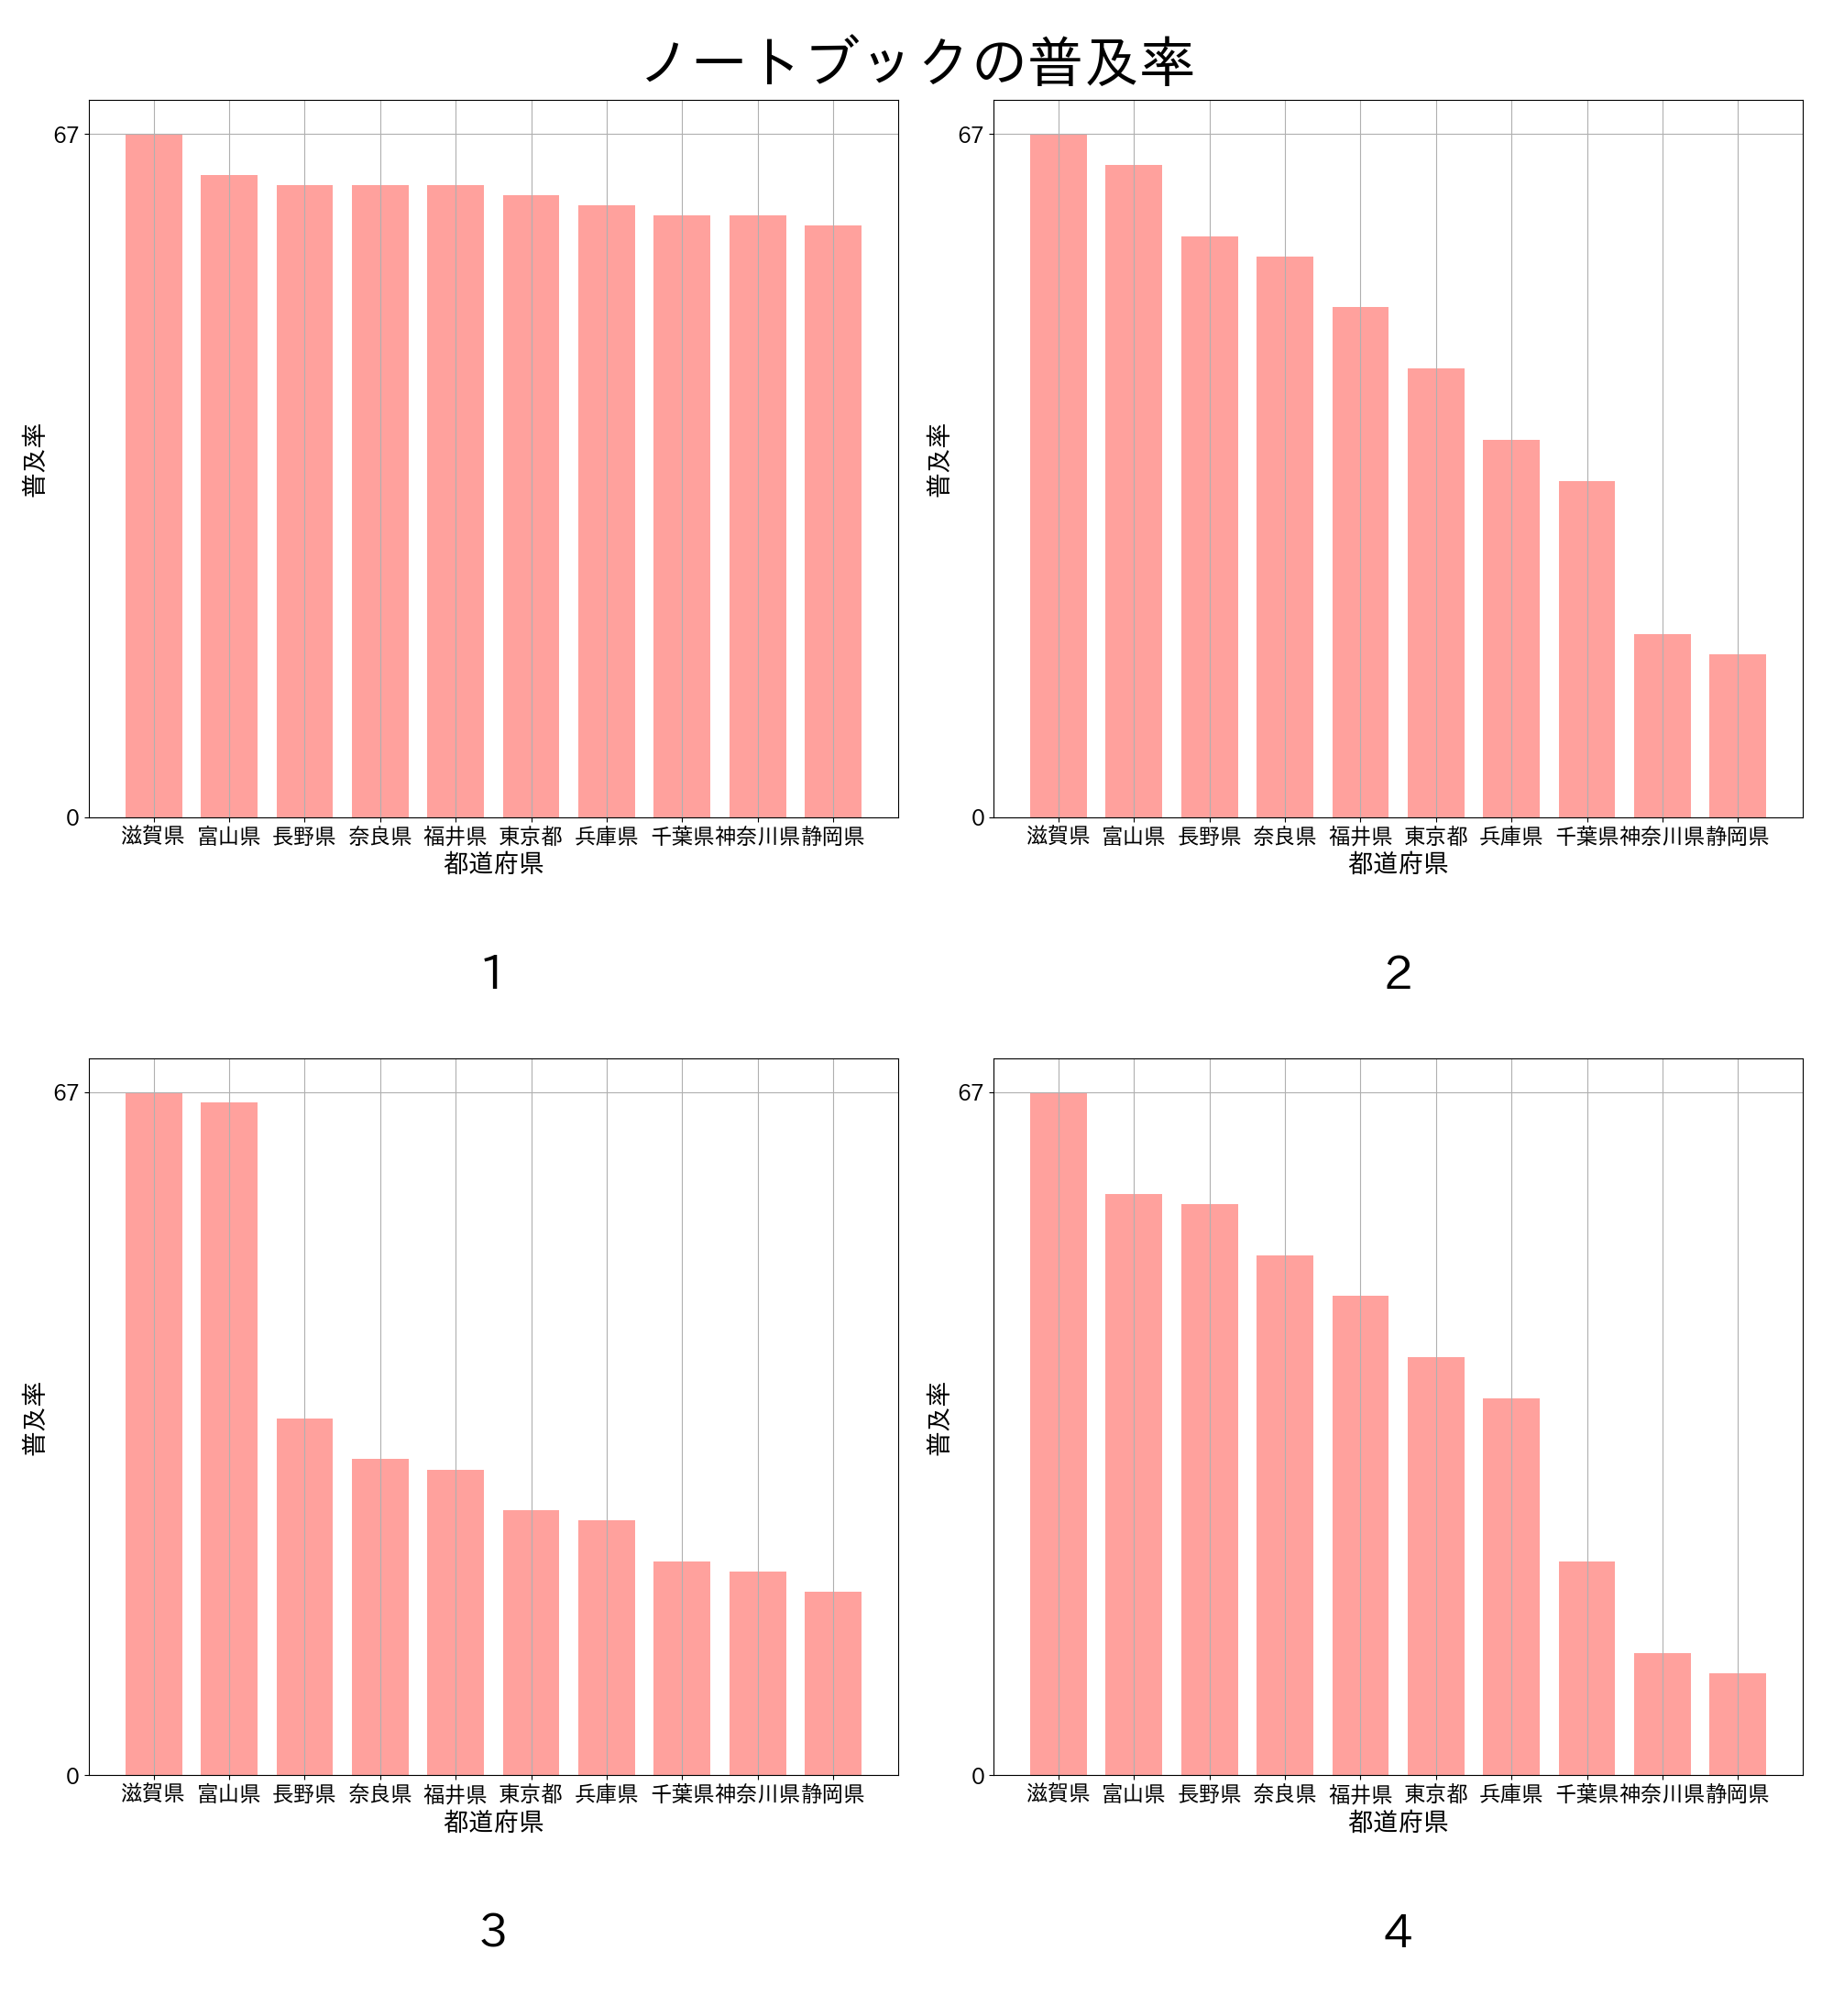 ノートブックの普及率
67
0
普及率
滋賀県 富山県 長野県 奈良県 福井県 東京都 兵庫県 千葉県 神奈川県 静岡県
都道府県
1
67
0
普及率
滋賀県 富山県 長野県 奈良県 福井県 東京都 兵庫県 千葉県 神奈川県 静岡県
都道府県
2
67
0
普及率
滋賀県 富山県 長野県 奈良県 福井県 東京都 兵庫県 千葉県 神奈川県 静岡県
都道府県
3
67
0
普及率
滋賀県 富山県 長野県 奈良県 福井県 東京都 兵庫県 千葉県 神奈川県 静岡県
都道府県
4